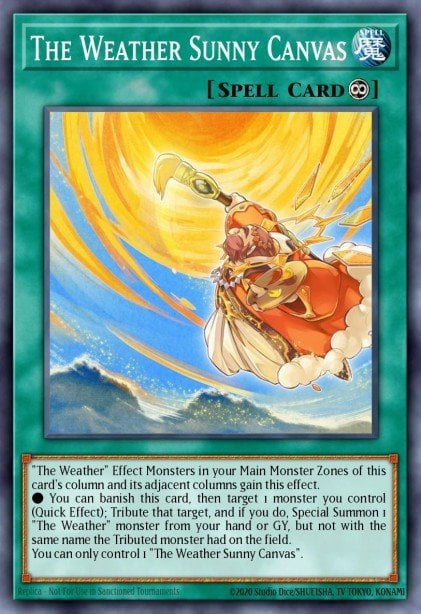 THE WEATHER SUNNY CANVAS
SPELL
魔
[SPELL CARD]
"The Weather" Effect Monsters in your Main Monster Zones of this
card's column and its adjacent columns gain this effect.
● You can banish this card, then target 1 monster you control
(Quick Effect); Tribute that target, and if you do, Special Summon 1
"The Weather" monster from your hand or GY, but not with the
same name the Tributed monster had on the field.
You can only control 1 "The Weather Sunny Canvas".
Replica - Not For Use in Sanctioned Tournaments
©2020 Studio Dice/SHUEISHA, TV TOKYO, KONAMI